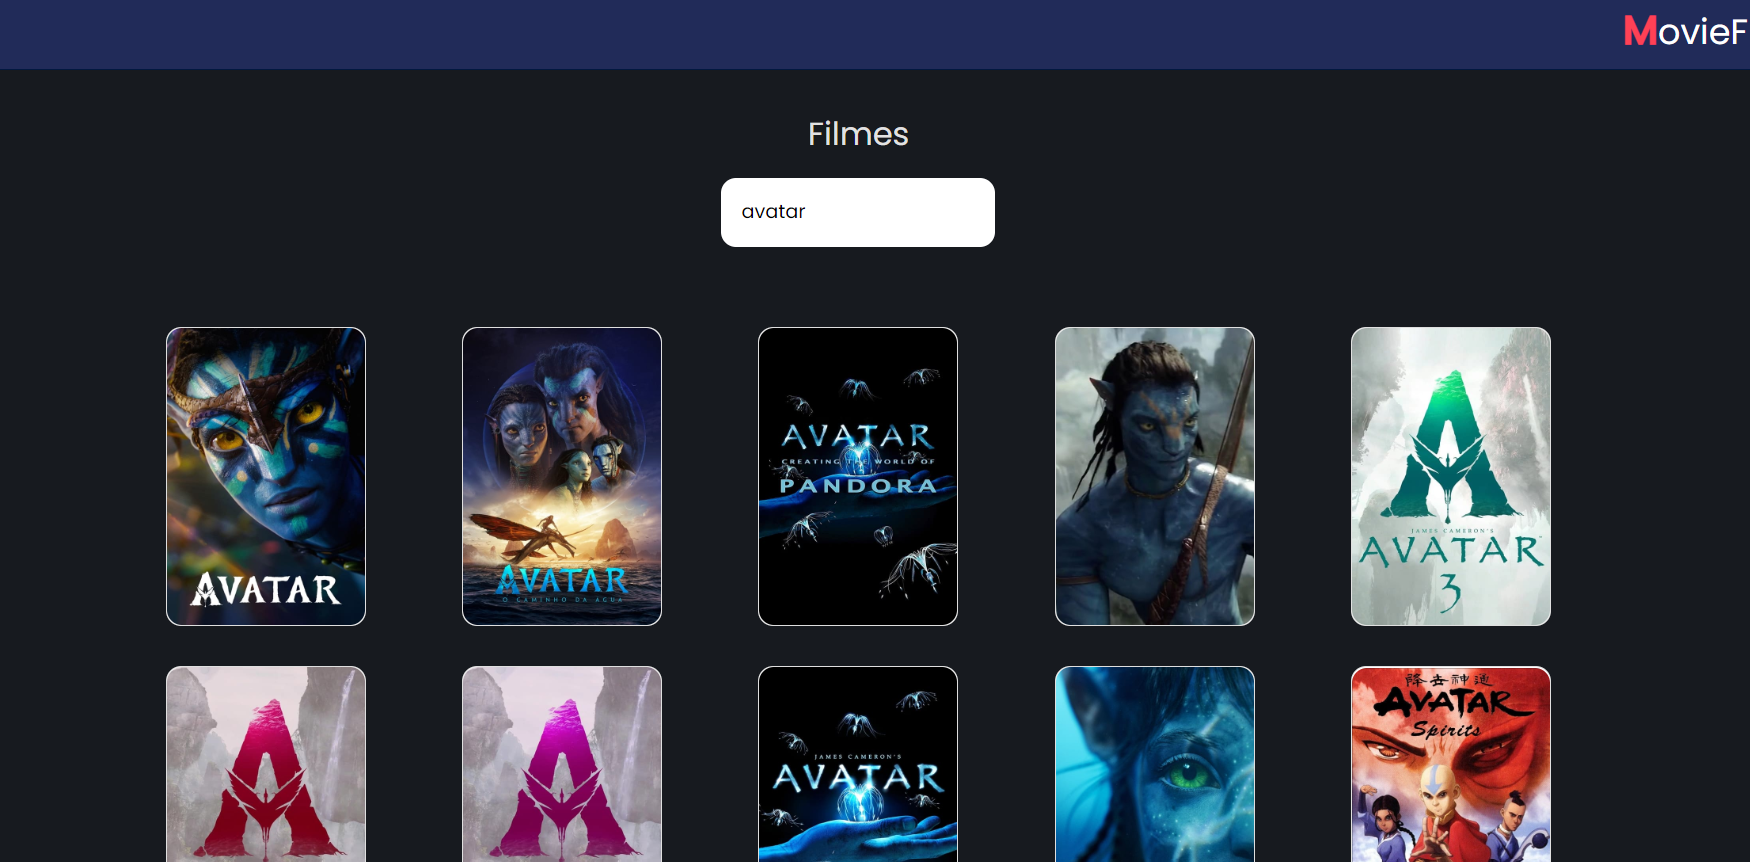 MovieF
Filmes
avatar
AVATAR
AVATAR
O CAMINHO DA ÁGUA
AVATAR
CREATING THE WORLD OF
PANDORA
JAMES CAMERON'S
AVATAR
3
JAMES CAMERON'S
AVATAR
降世神通
AVATAR
Spirits